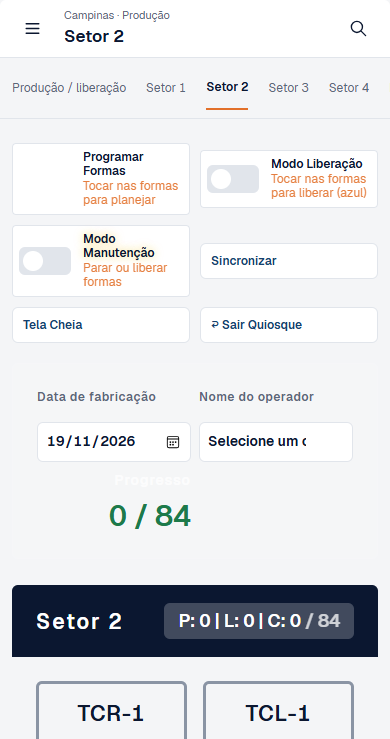 Campinas · Produção
Setor 2
Produção / liberação Setor 1 Setor 2 Setor 3 Setor 4
Programar
Formas
Tocar nas formas
para planejar
Modo Liberação
Tocar nas formas
para liberar (azul)
Modo
Manutenção
Parar ou liberar
formas
Sincronizar
Tela Cheia
Sair Quiosque
Data de fabricação
Nome do operador
19/11/2026
Selecione um o
Progresso
0 / 84
Setor 2
P: 0 | L: 0 | C: 0 / 84
TCR-1
TCL-1